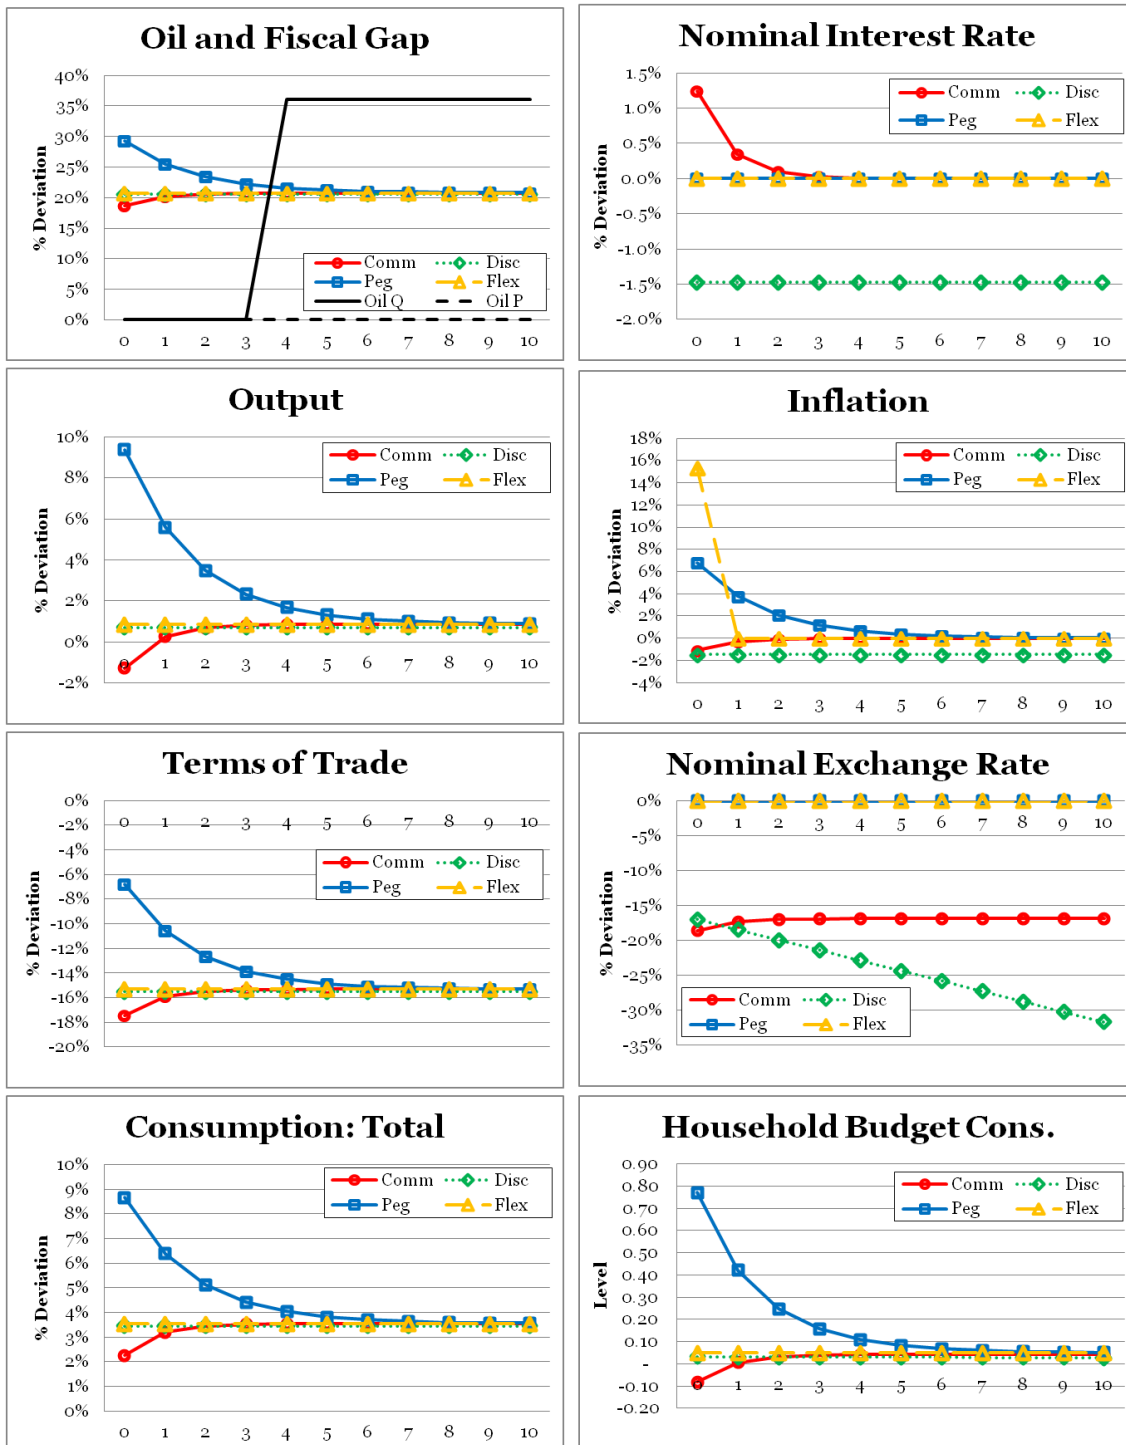 Oil and Fiscal Gap
% Deviation
40%
35%
30%
25%
20%
15%
10%
5%
0%
Comm Disc
Peg Flex
Oil Q Oil P
0 1 2 3 4 5 6 7 8 9 10
Nominal Interest Rate
% Deviation
1.5%
1.0%
0.5%
0.0%
-0.5%
-1.0%
-1.5%
-2.0%
Comm Disc
Peg Flex
0 1 2 3 4 5 6 7 8 9 10
Output
% Deviation
10%
8%
6%
4%
2%
0%
-2%
Comm Disc
Peg Flex
0 1 2 3 4 5 6 7 8 9 10
Inflation
% Deviation
18%
16%
14%
12%
10%
8%
6%
4%
2%
0%
-2%
-4%
Comm Disc
Peg Flex
0 1 2 3 4 5 6 7 8 9 10
Terms of Trade
% Deviation
0%
-2%
-4%
-6%
-8%
-10%
-12%
-14%
-16%
-18%
-20%
0 1 2 3 4 5 6 7 8 9 10
Comm Disc
Peg Flex
Nominal Exchange Rate
% Deviation
0%
-5%
-10%
-15%
-20%
-25%
-30%
-35%
0 1 2 3 4 5 6 7 8 9 10
Comm Disc
Peg Flex
Consumption: Total
% Deviation
10%
9%
8%
7%
6%
5%
4%
3%
2%
1%
0%
Comm Disc
Peg Flex
0 1 2 3 4 5 6 7 8 9 10
Household Budget Cons.
Level
0.90
0.80
0.70
0.60
0.50
0.40
0.30
0.20
0.10
-
-0.10
-0.20
Comm Disc
Peg Flex
0 1 2 3 4 5 6 7 8 9 10